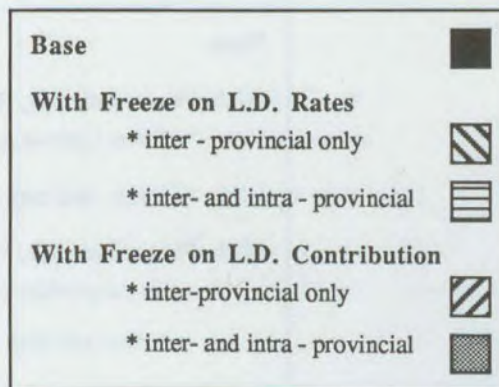 Base
With Freeze on L.D. Rates
* inter - provincial only
* inter- and intra - provincial
With Freeze on L.D. Contribution
* inter-provincial only
* inter- and intra - provincial